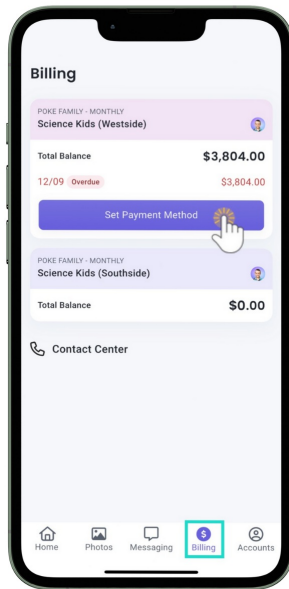 Billing
POKE FAMILY - MONTHLY
Science Kids (Westside)
Total Balance $3,804.00
12/09 Overdue $3,804.00
Set Payment Method
POKE FAMILY - MONTHLY
Science Kids (Southside)
Total Balance $0.00
Contact Center
Home Photos Messaging Billing Accounts